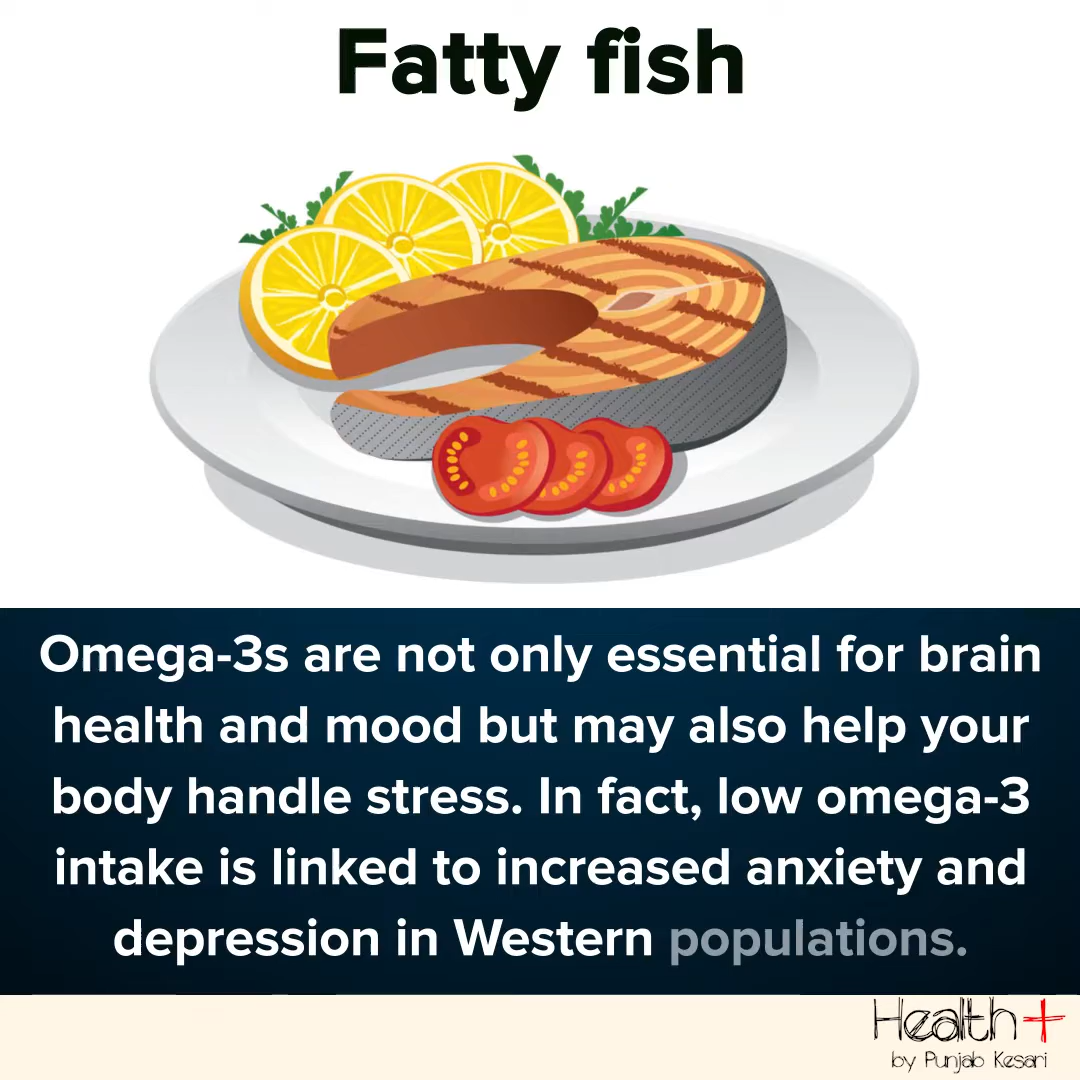 Fatty fish
Omega-3s are not only essential for brain
health and mood but may also help your
body handle stress. In fact, low omega-3
intake is linked to increased anxiety and
depression in Western populations.
Health+
by Punjab Kesari